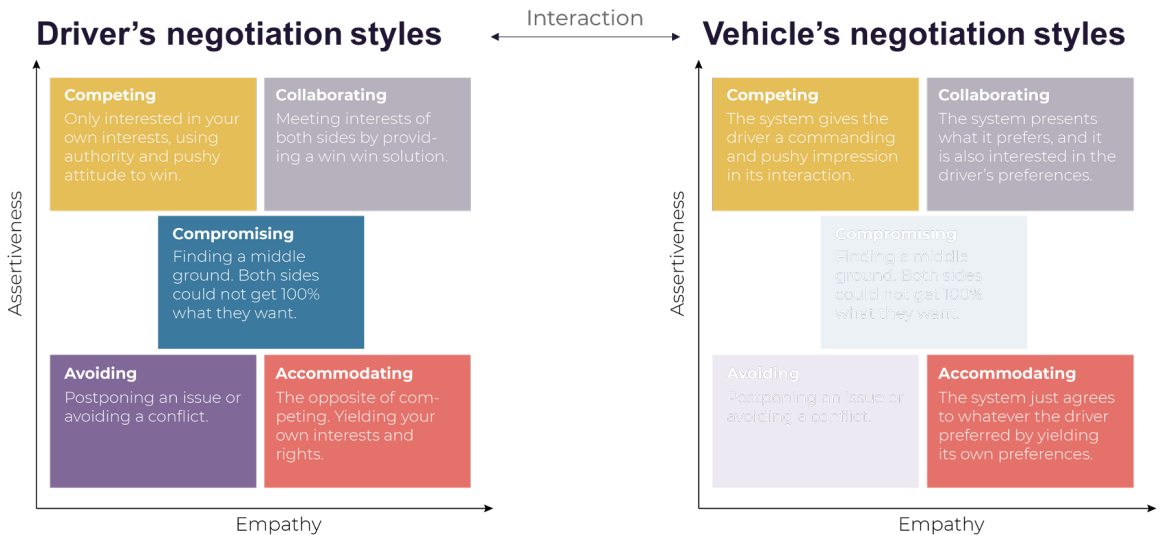 Interaction
Driver's negotiation styles
Competing
Only interested in your
own interests, using
authority and pushy
attitude to win.
Collaborating
Meeting interests of
both sides by provid-
ing a win win solution.
Compromising
Finding a middle
ground. Both sides
could not get 100%
what they want.
Avoiding
Postponing an issue or
avoiding a conflict.
Accommodating
The opposite of com-
peting. Yielding your
own interests and
rights.
Assertiveness
Empathy
Vehicle's negotiation styles
Competing
The system gives the
driver a commanding
and pushy impression
in its interaction.
Collaborating
The system presents
what it prefers, and it
is also interested in the
driver's preferences.
Compromising
Finding a middle
ground. Both sides
could not get 100%
what they want.
Avoiding
Postponing an issue or
avoiding a conflict.
Accommodating
The system just agrees
to whatever the driver
preferred by yielding
its own preferences.
Assertiveness
Empathy